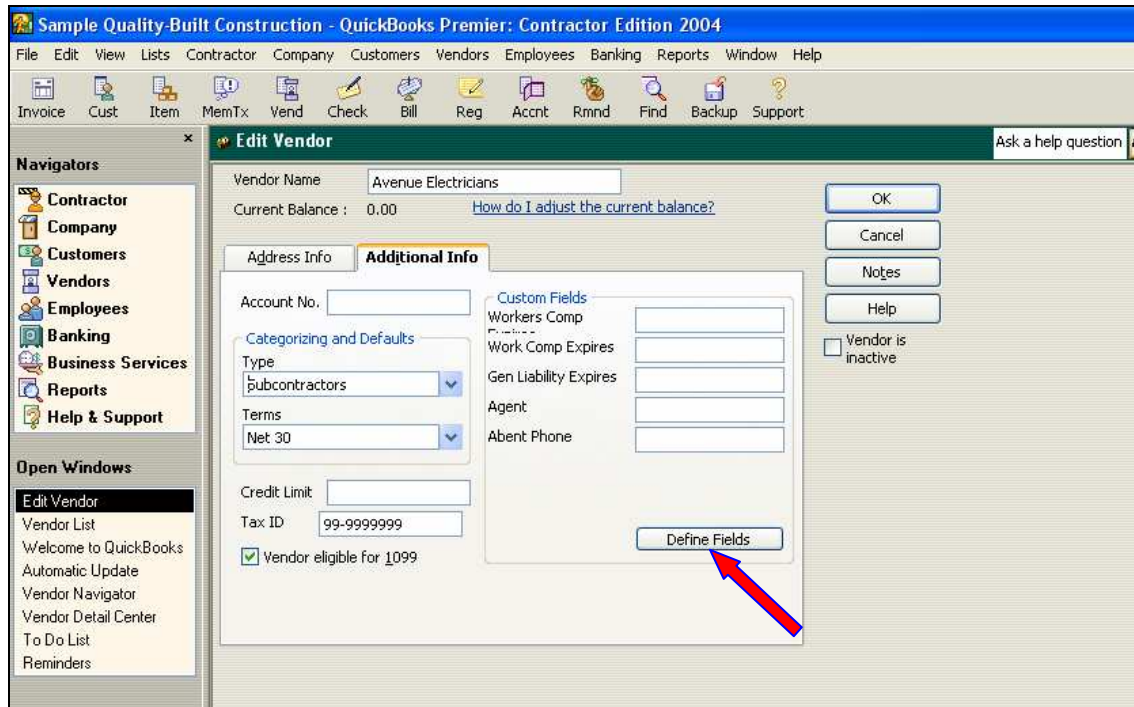 Sample Quality-Built Construction - QuickBooks Premier: Contractor Edition 2004
File Edit View Lists Contractor Company Customers Vendors Employees Banking Reports Window Help
Invoice Cust Item MemTx Vend Check Bill Reg Accnt Rmnd Find Backup Support
Navigators
Contractor
Company
Customers
Vendors
Employees
Banking
Business Services
Reports
Help & Support
Open Windows
Edit Vendor
Vendor List
Welcome to QuickBooks
Automatic Update
Vendor Navigator
Vendor Detail Center
To Do List
Reminders
Edit Vendor
Ask a help question
Vendor Name Avenue Electricians
Current Balance : 0.00 How do I adjust the current balance?
Address Info Additional Info
Account No.
Categorizing and Defaults
Type
Subcontractors
Terms
Net 30
Credit Limit
Tax ID 99-9999999
Vendor eligible for 1099
Custom Fields
Workers Comp
Work Comp Expires
Gen Liability Expires
Agent
Abent Phone
Define Fields
OK
Cancel
Notes
Help
Vendor is
inactive